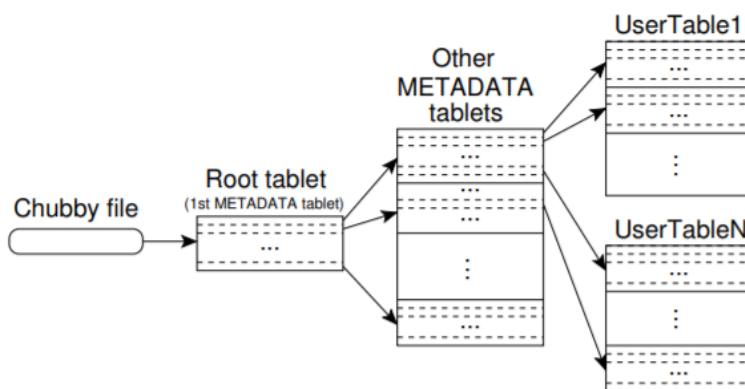 UserTable1
...
...
⋮
Other
METADATA
tablets
...
...
...
⋮
...
Root tablet
(1st METADATA tablet)
...
Chubby file
UserTableN
...
⋮
...